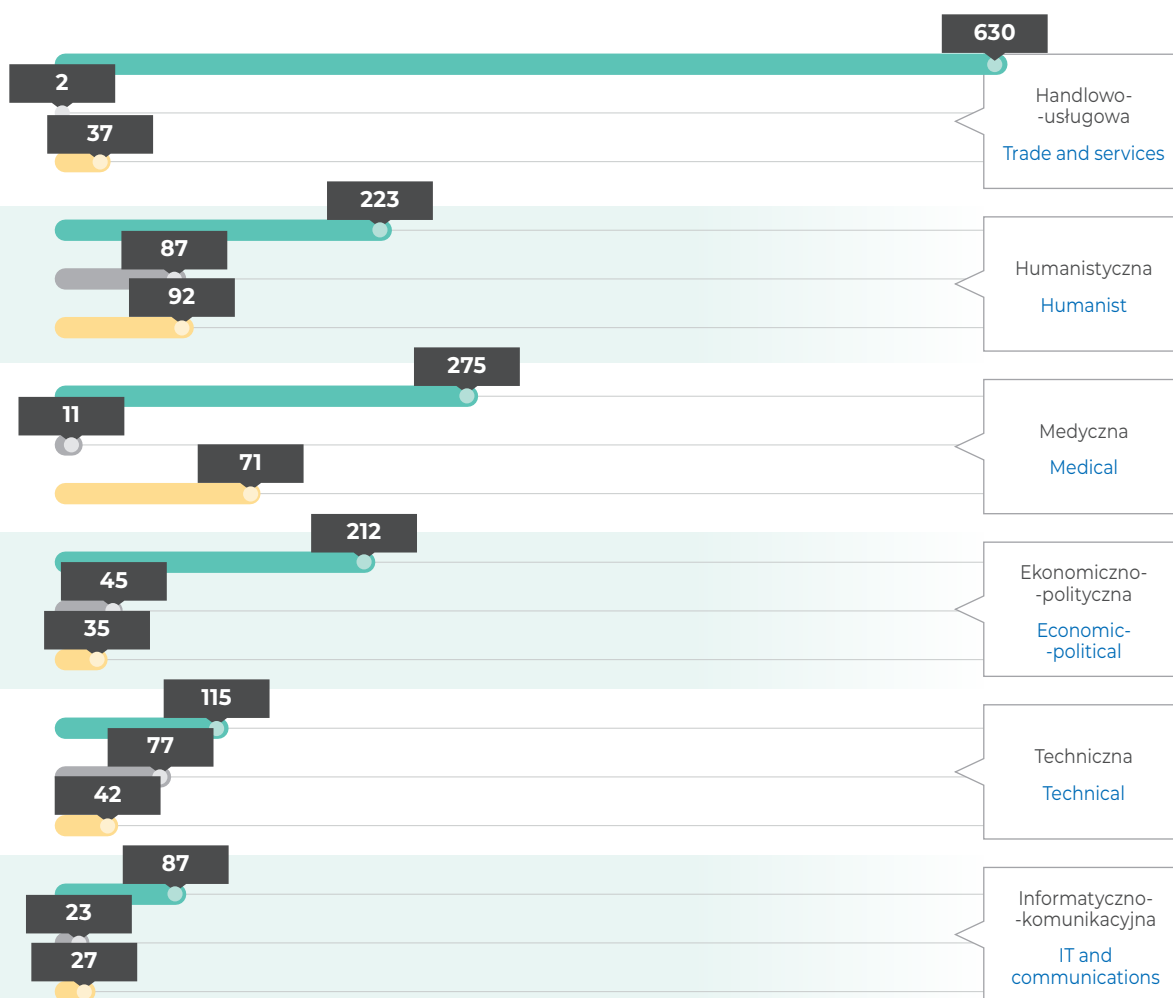 630
2
37
Handlowo-
-usługowa
Trade and services
223
87
92
Humanistyczna
Humanist
275
11
71
Medyczna
Medical
212
45
35
Ekonomiczno-
-polityczna
Economic-
-political
115
77
42
Techniczna
Technical
87
23
27
Informatyczno-
-komunikacyjna
IT and
communications